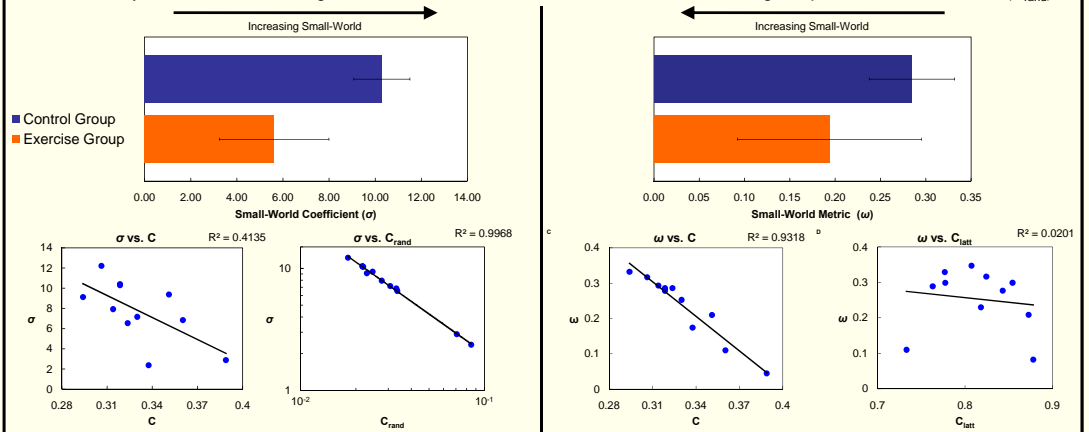 Increasing Small-World
Control Group
Exercise Group
0.00 2.00 4.00 6.00 8.00 10.00 12.00 14.00
Small-World Coefficient (σ)
σ vs. C
R² = 0.4135
14
12
10
8
6
4
2
0
σ
0.28 0.31 0.34 0.37 0.4
C
σ vs. Crand
R² = 0.9968
10
1
σ
10-2 10-1
Crand
Increasing Small-World
0.00 0.05 0.10 0.15 0.20 0.25 0.30 0.35
Small-World Metric (ω)
C
ω vs. C
R² = 0.9318
0.4
0.3
0.2
0.1
0
ω
0.28 0.31 0.34 0.37 0.4
C
D
ω vs. Clatt
R² = 0.0201
0.4
0.3
0.2
0.1
0
ω
0.7 0.8 0.9
Clatt